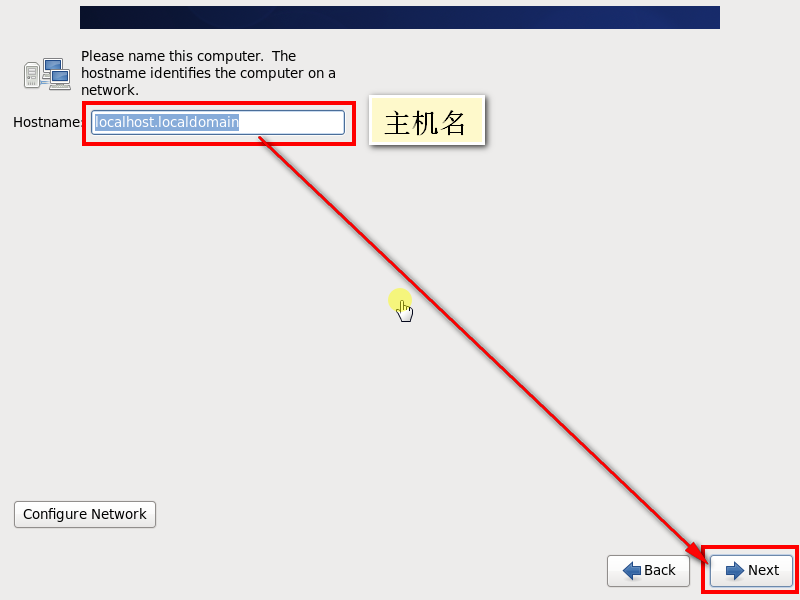 Please name this computer.  The
hostname identifies the computer on a
network.
Hostname: localhost.localdomain
主机名
Configure Network
Back
Next